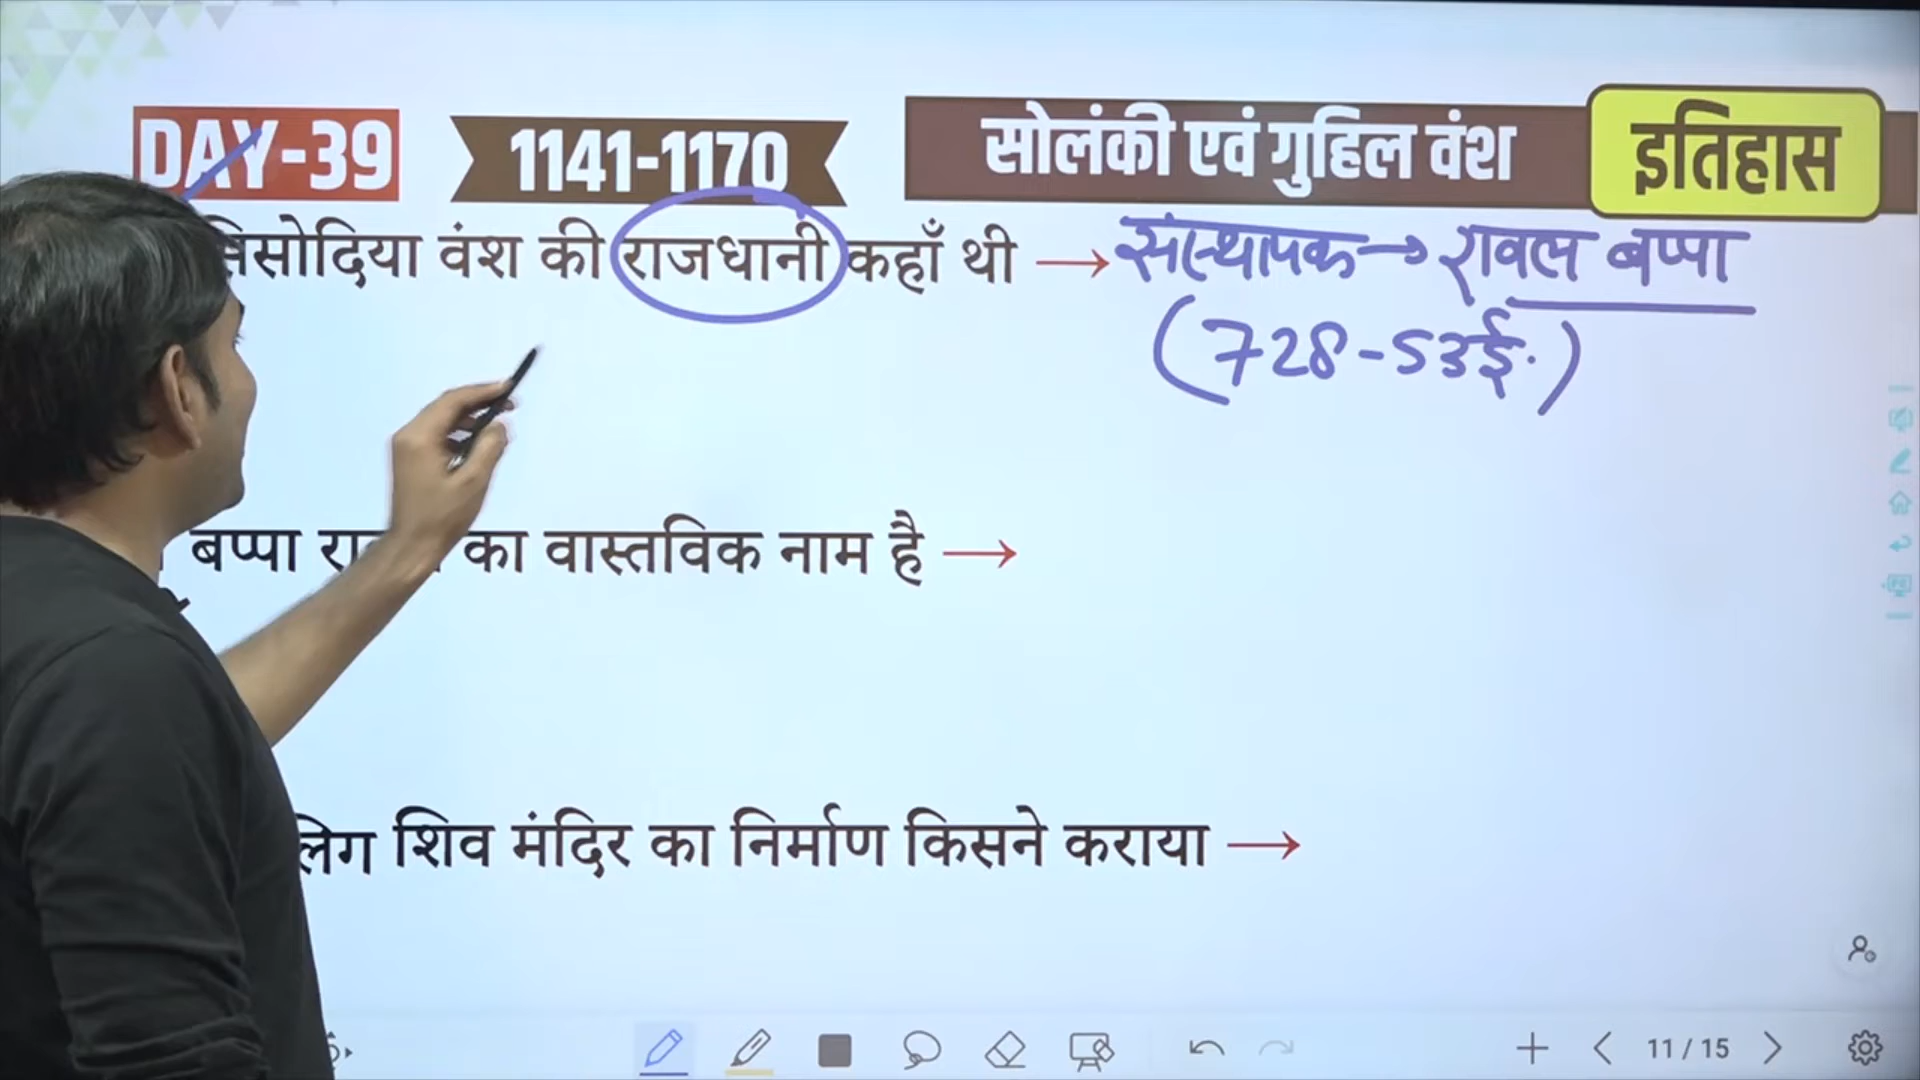 DAY-39
1141-1170
सोलंकी एवं गुहिल वंश
इतिहास
सिसोदिया वंश की राजधानी कहाँ थी → संस्थापक → रावल बप्पा
(728-53ई.)
बप्पा का वास्तविक नाम है →
शिव मंदिर का निर्माण किसने कराया →
11 / 15